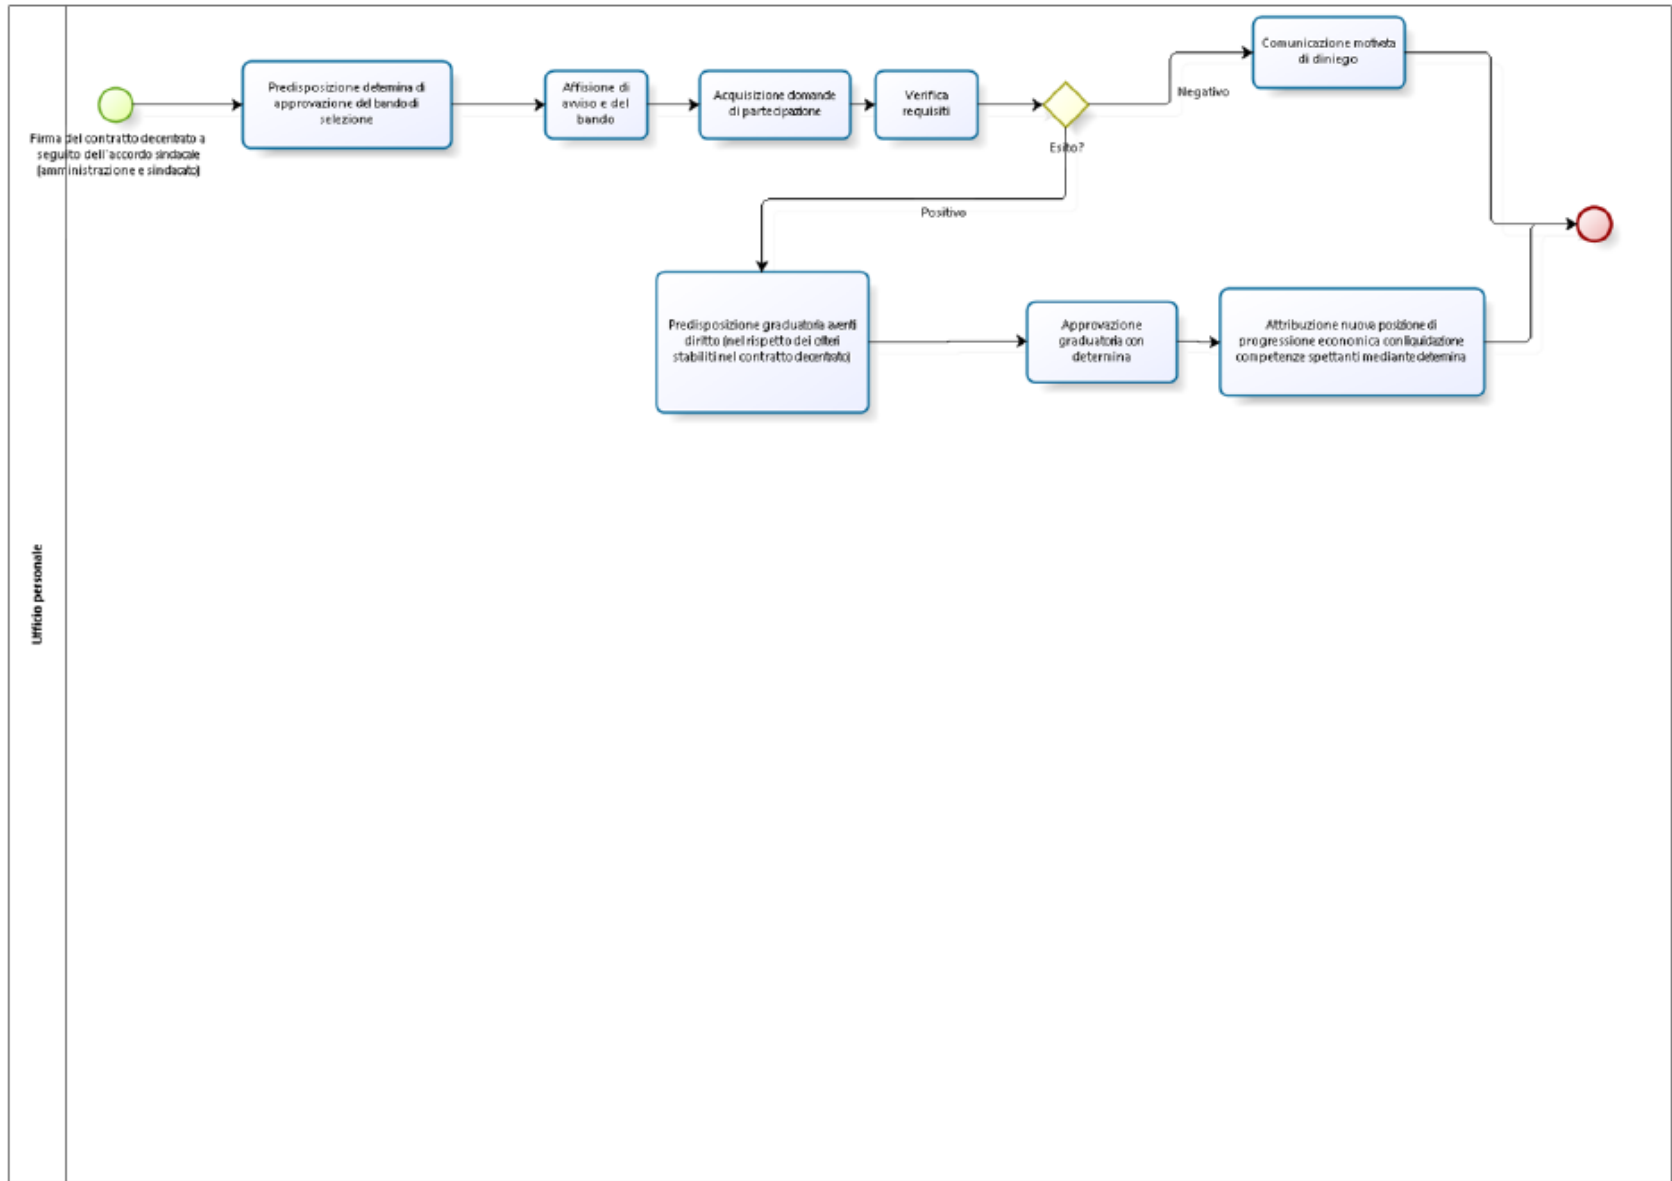 Firma del contratto decentrato a
seguito dell'accordo sindacale
(amministrazione e sindacato)
Predisposizione determina di
approvazione del bando di
selezione
Affisione di
avviso e del
bando
Acquisizione domande
di partecipazione
Verifica
requisiti
Esito?
Negativo
Comunicazione motivata
di diniego
Positivo
Predisposizione graduatoria aventi
diritto (nel rispetto dei criteri
stabiliti nel contratto decentrato)
Approvazione
graduatoria con
determina
Attribuzione nuova posizione di
progressione economica con liquidazione
competenze spettanti mediante determina
Ufficio personale